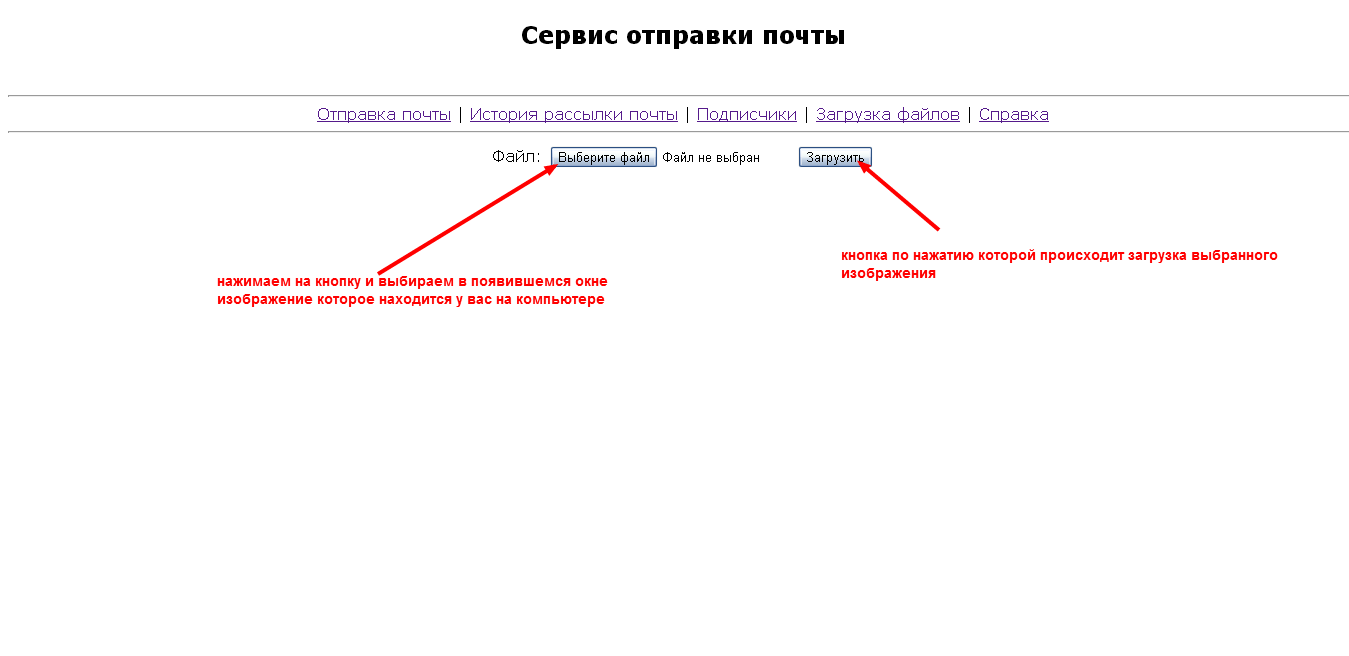 Сервис отправки почты
Отправка почты | История рассылки почты | Подписчики | Загрузка файлов | Справка
Файл: Выберите файл Файл не выбран Загрузить
кнопка по нажатию которой происходит загрузка выбранного
изображения
нажимаем на кнопку и выбираем в появившемся окне
изображение которое находится у вас на компьютере